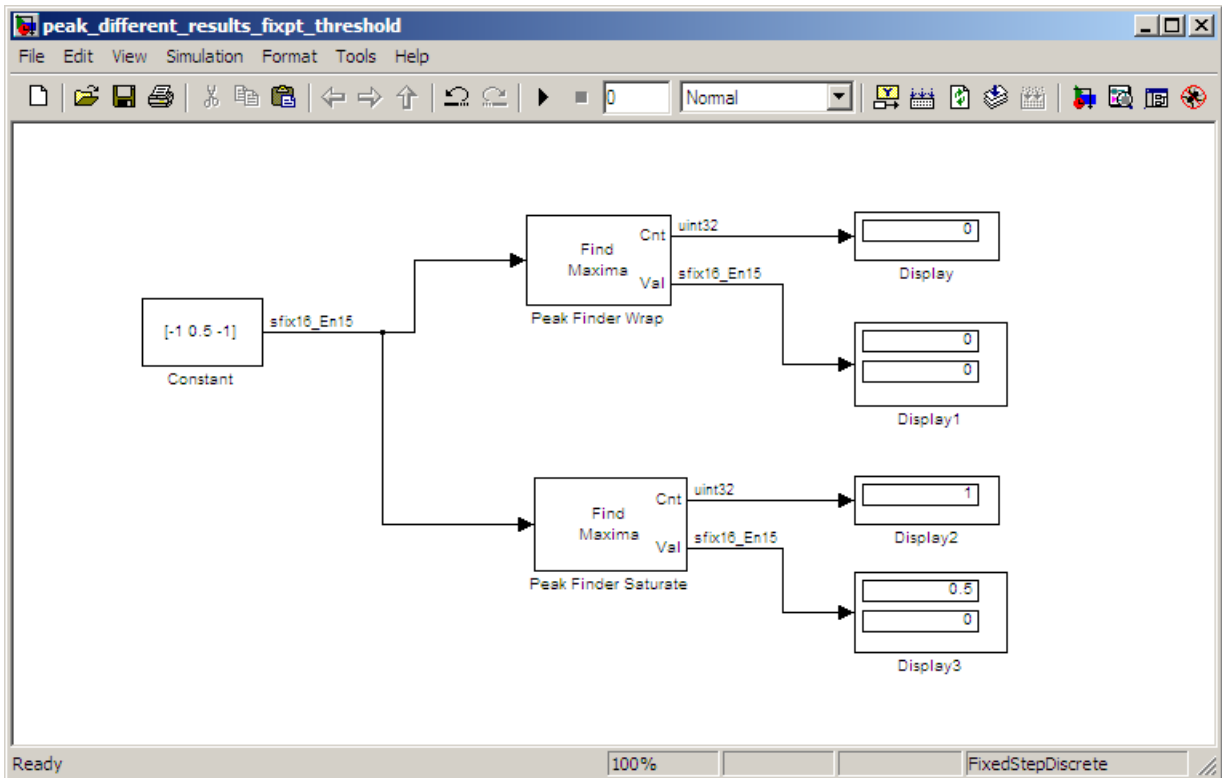 peak_different_results_fixpt_threshold
File Edit View Simulation Format Tools Help
0
Normal
[-1 0.5 -1]
Constant
sfix16_En15
Find
Maxima
Cnt
Val
Peak Finder Wrap
uint32
sfix16_En15
0
Display
0
0
Display1
Find
Maxima
Cnt
Val
Peak Finder Saturate
uint32
sfix16_En15
1
Display2
0.5
0
Display3
Ready
100%
FixedStepDiscrete